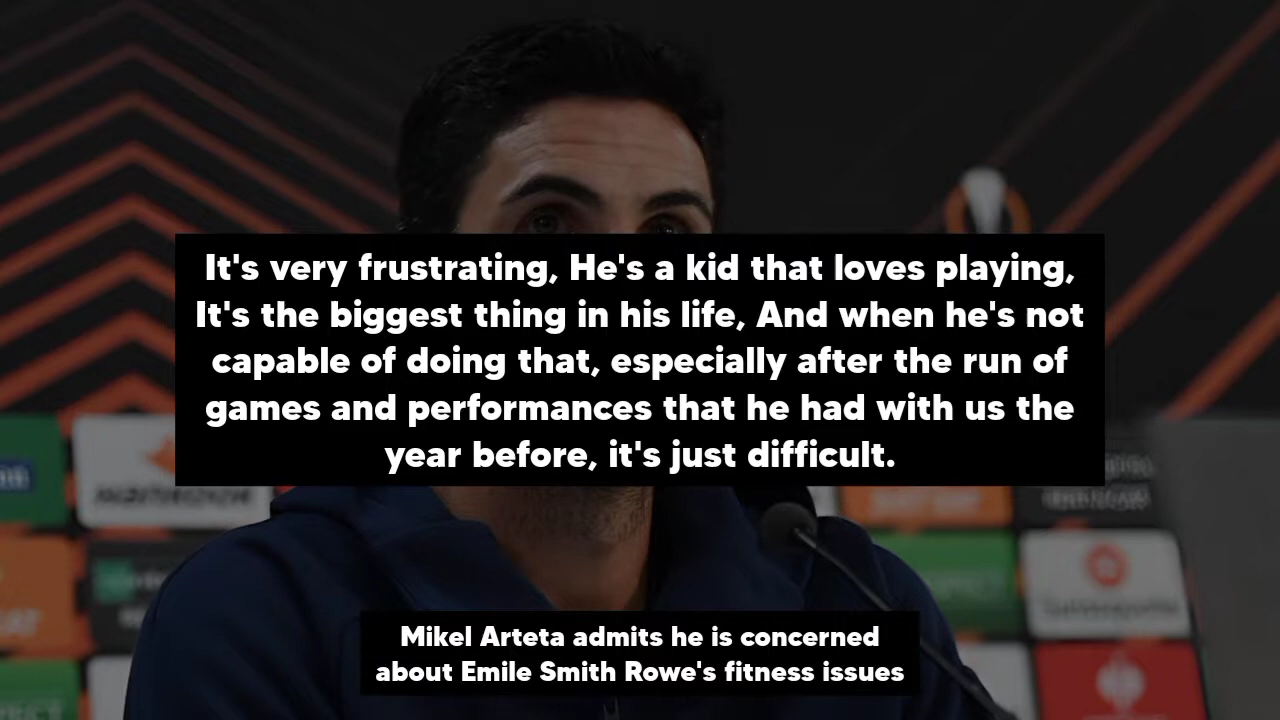 It's very frustrating, He's a kid that loves playing,
It's the biggest thing in his life, And when he's not
capable of doing that, especially after the run of
games and performances that he had with us the
year before, it's just difficult.
Mikel Arteta admits he is concerned
about Emile Smith Rowe's fitness issues